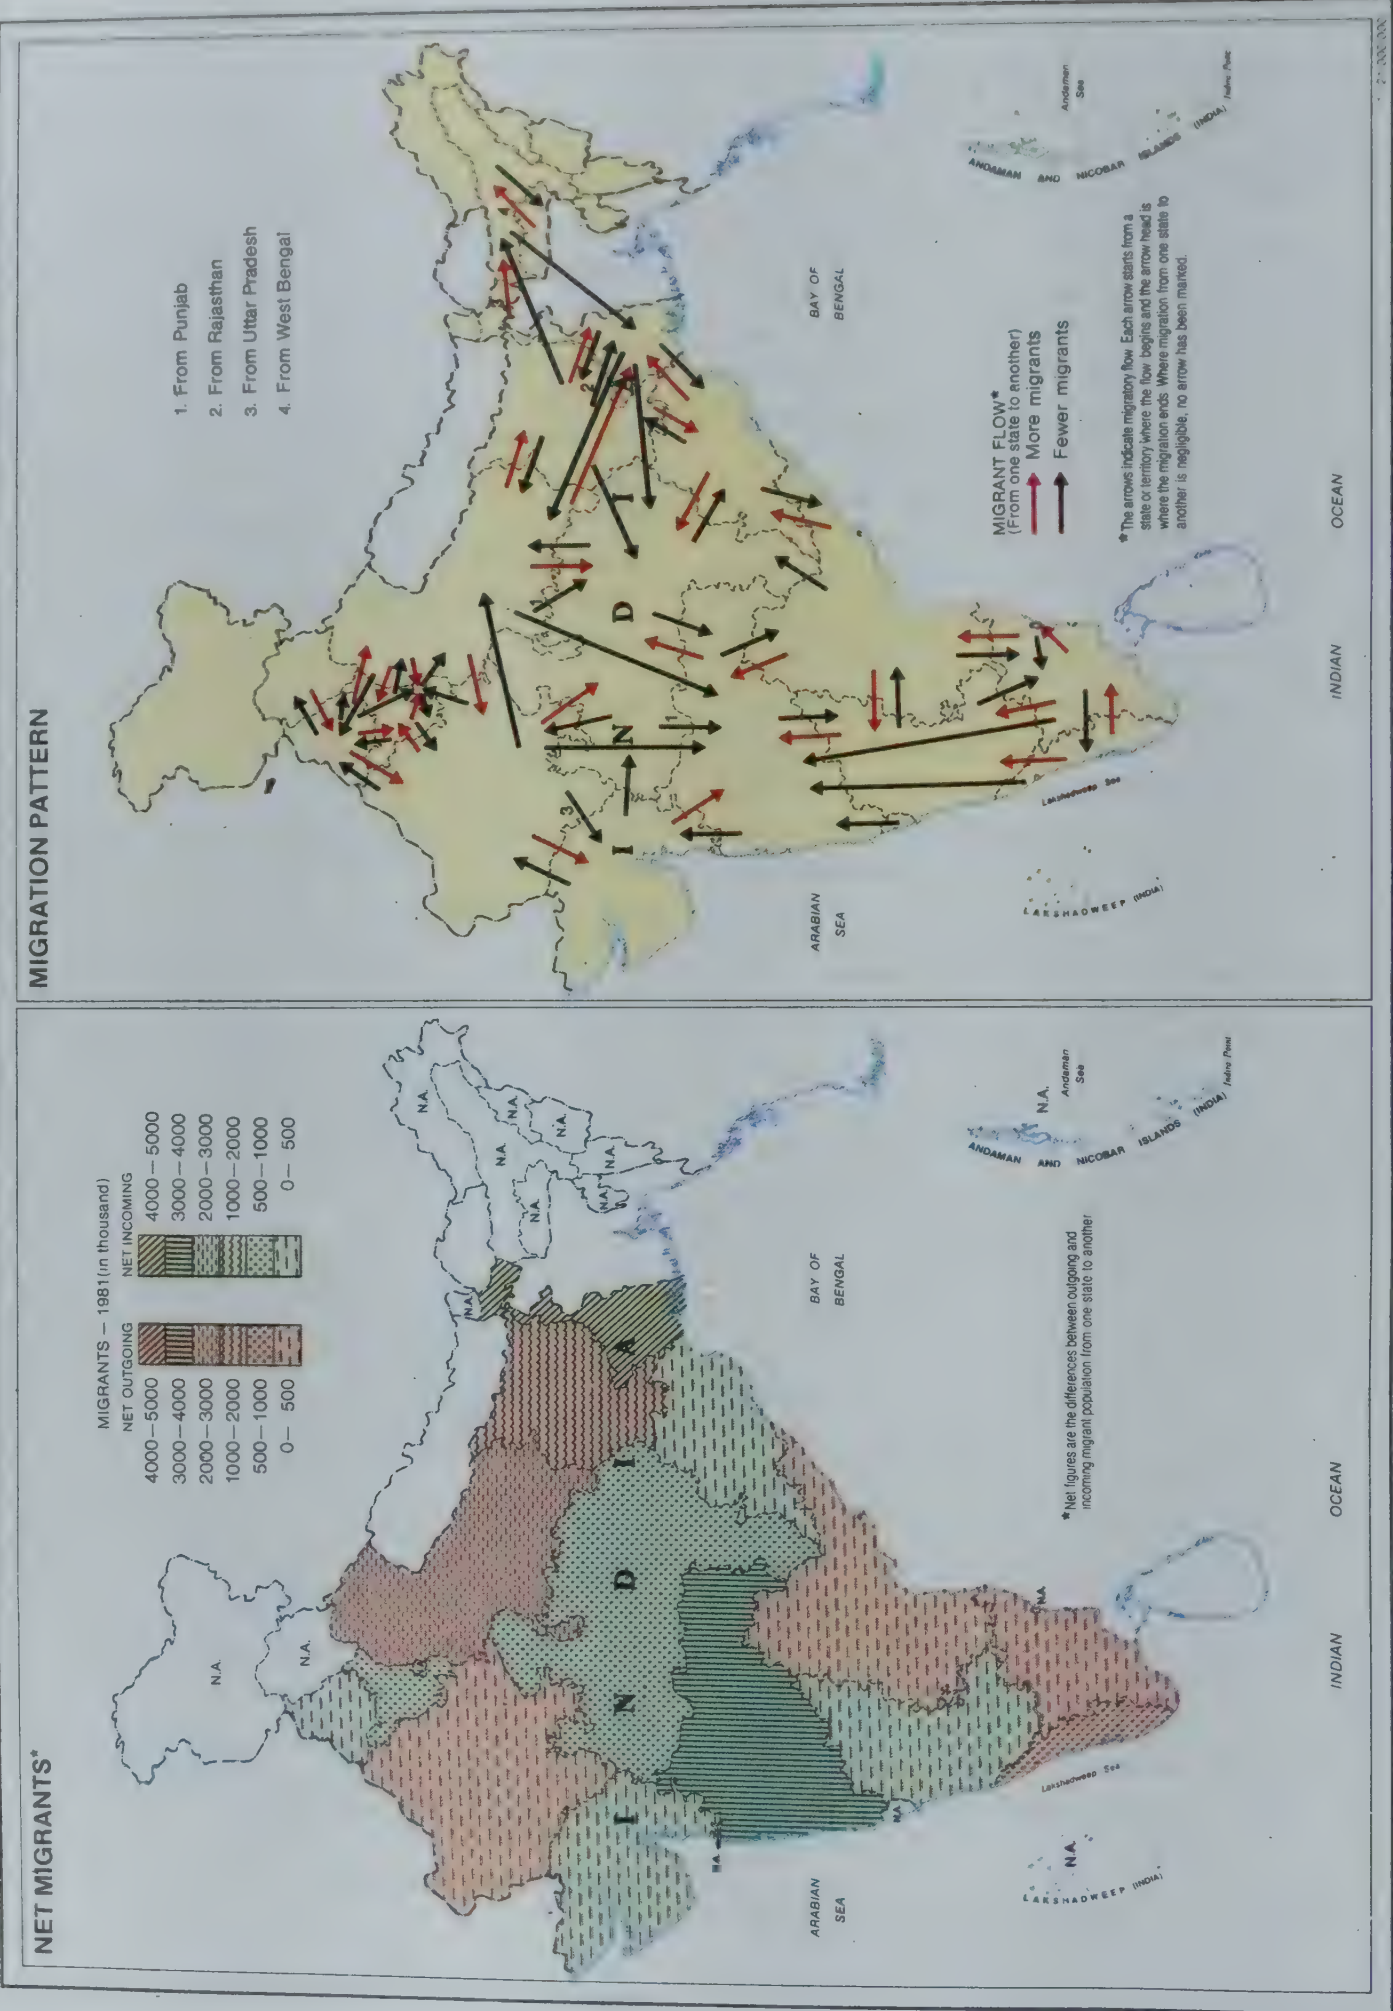 NET MIGRANTS*
MIGRANTS – 1981 (in thousand)
NET OUTGOING
NET INCOMING
4000–5000
4000–5000
3000–4000
3000–4000
2000–3000
2000–3000
1000–2000
1000–2000
500–1000
500–1000
0– 500
0– 500
N.A.
N.A.
N.A.
N.A.
N.A.
N.A.
N.A.
N.A.
N.A.
N.A.
I N D I A
N.A.
N.A.
N.A.
ARABIAN
SEA
BAY OF
BENGAL
Lakshadweep Sea
N.A.
LAKSHADWEEP (INDIA)
N.A.
Andaman
Sea
ANDAMAN AND NICOBAR ISLANDS (INDIA)
Indira Point
*Net figures are the differences between outgoing and
incoming migrant population from one state to another
INDIAN OCEAN
MIGRATION PATTERN
1. From Punjab
2. From Rajasthan
3. From Uttar Pradesh
4. From West Bengal
I N D I
3
2
1
ARABIAN
SEA
BAY OF
BENGAL
Lakshadweep Sea
LAKSHADWEEP (INDIA)
Andaman
Sea
ANDAMAN AND NICOBAR ISLANDS (INDIA)
Indira Point
MIGRANT FLOW*
(From one state to another)
More migrants
Fewer migrants
*The arrows indicate migratory flow. Each arrow starts from a
state or territory where the flow begins and the arrow head is
where the migration ends. Where migration from one state to
another is negligible, no arrow has been marked.
INDIAN OCEAN